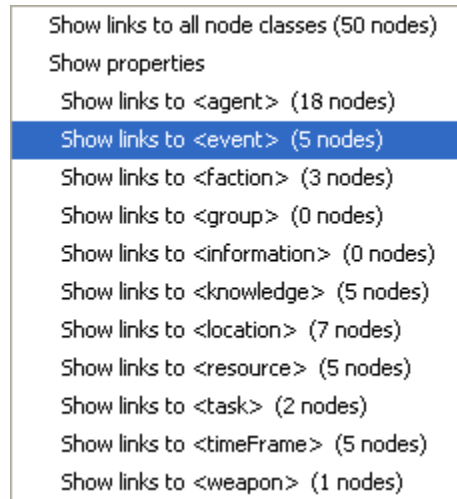 Show links to all node classes (50 nodes)
Show properties
Show links to <agent> (18 nodes)
Show links to <event> (5 nodes)
Show links to <faction> (3 nodes)
Show links to <group> (0 nodes)
Show links to <information> (0 nodes)
Show links to <knowledge> (5 nodes)
Show links to <location> (7 nodes)
Show links to <resource> (5 nodes)
Show links to <task> (2 nodes)
Show links to <timeFrame> (5 nodes)
Show links to <weapon> (1 nodes)